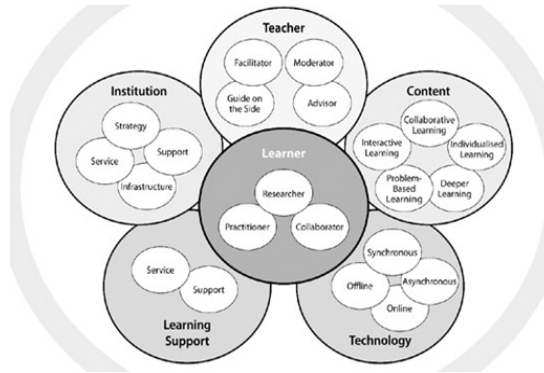 Teacher
Facilitator
Moderator
Guide on
the Side
Advisor
Institution
Strategy
Service
Support
Infrastructure
Content
Collaborative
Learning
Interactive
Learning
Individualised
Learning
Problem-
Based
Learning
Deeper
Learning
Learner
Researcher
Practitioner
Collaborator
Service
Support
Learning
Support
Synchronous
Offline
Asynchronous
Online
Technology